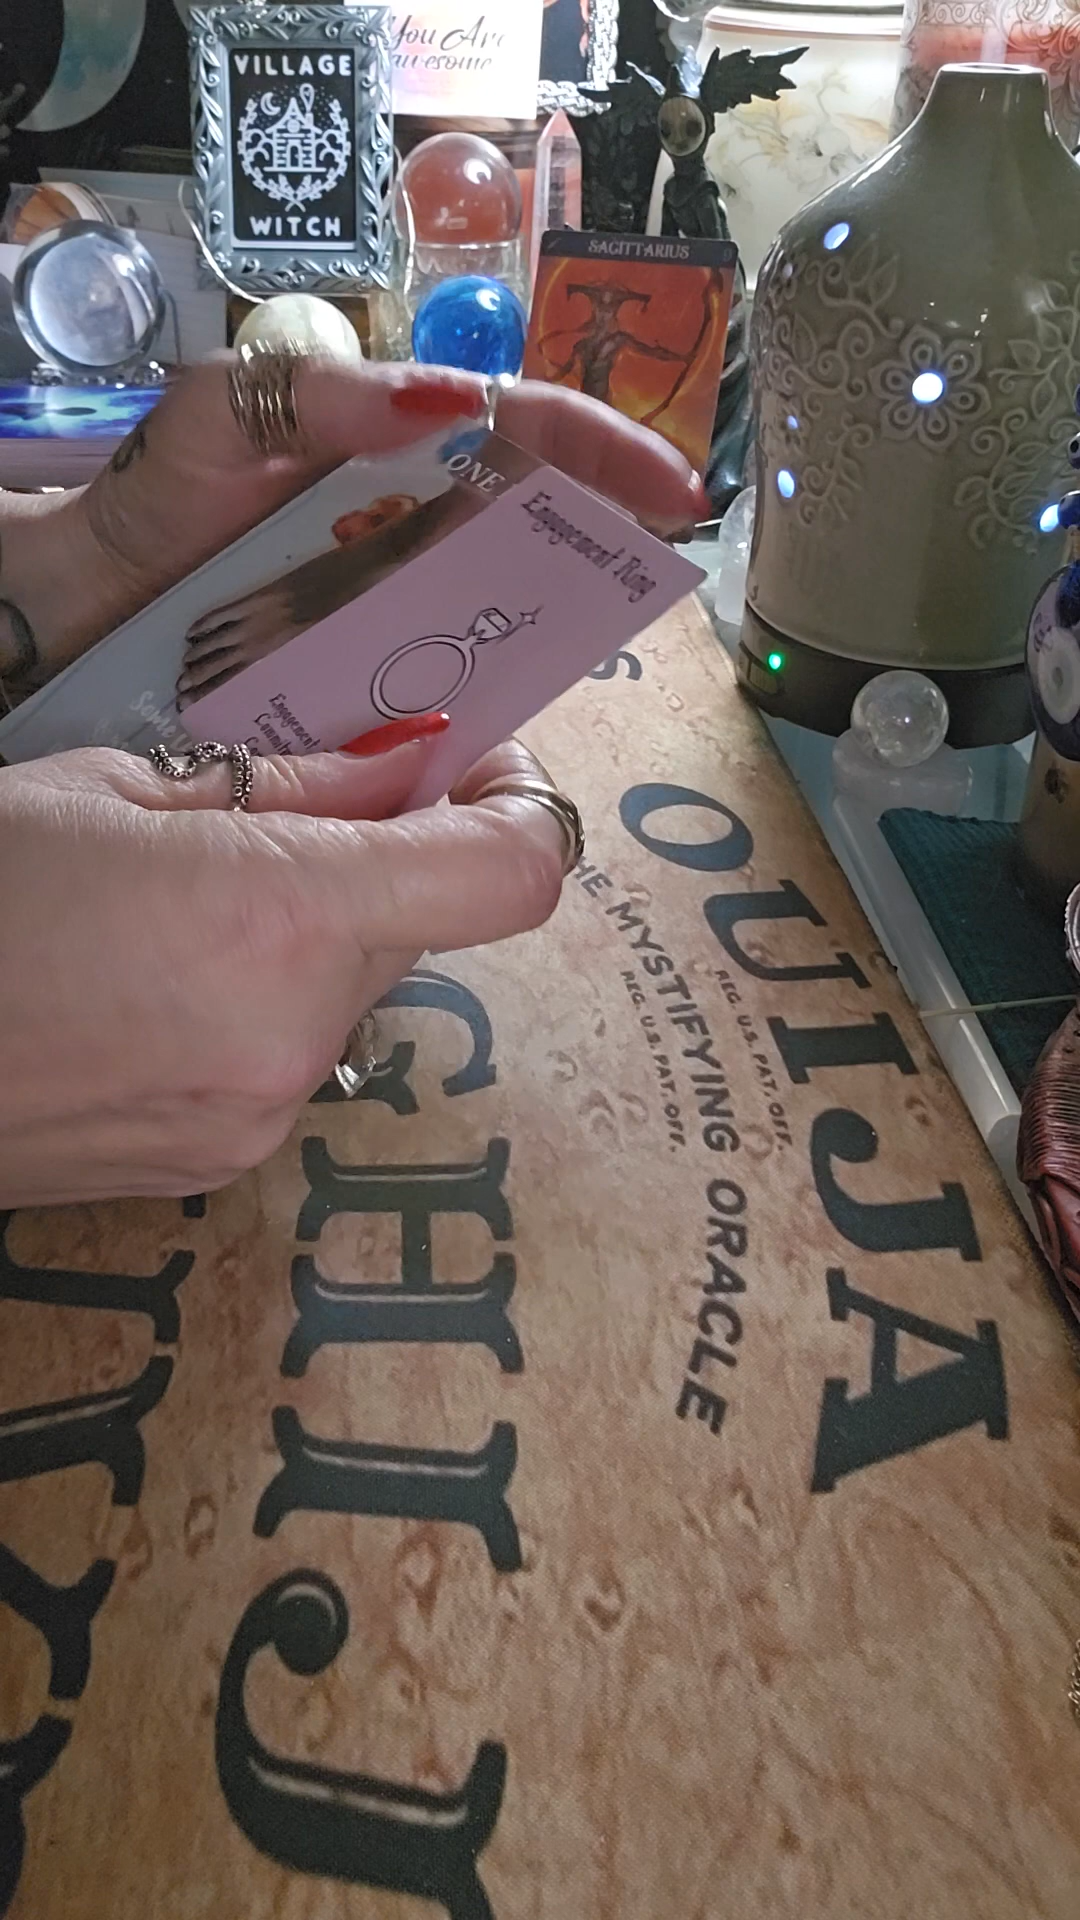 VILLAGE
WITCH
You Are
awesome
SAGITTARIUS
ONE
Engagement Ring
Engagement
S
OUIJA
THE MYSTIFYING ORACLE
REG. U.S. PAT. OFF.
REG. U.S. PAT. OFF.
G
H
I
J